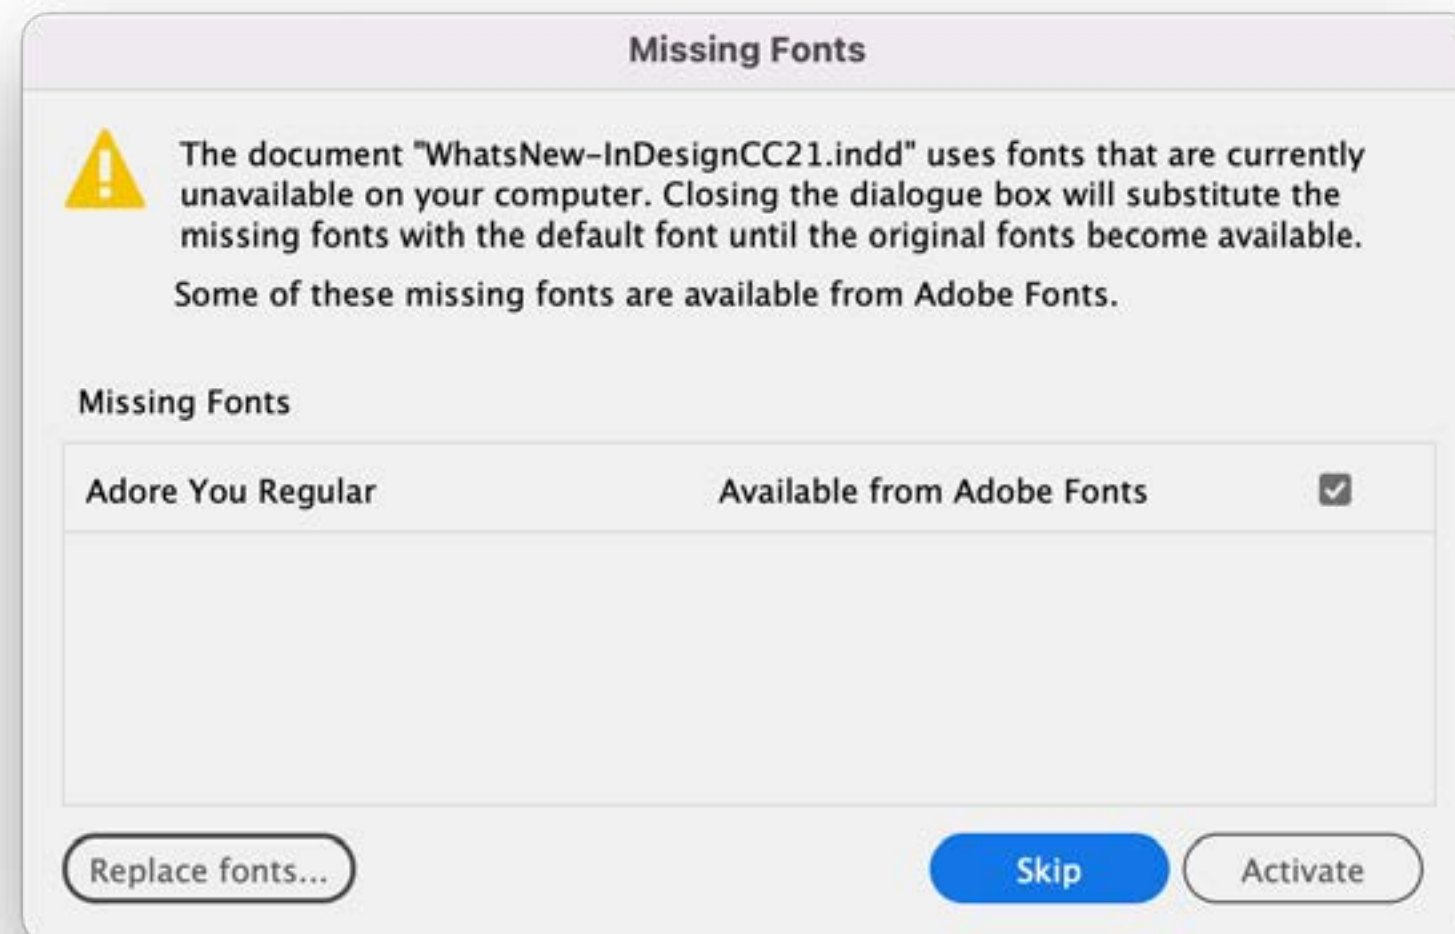 Missing Fonts
The document "WhatsNew-InDesignCC21.indd" uses fonts that are currently
unavailable on your computer. Closing the dialogue box will substitute the
missing fonts with the default font until the original fonts become available.
Some of these missing fonts are available from Adobe Fonts.
Missing Fonts
Adore You Regular Available from Adobe Fonts
Replace fonts... Skip Activate